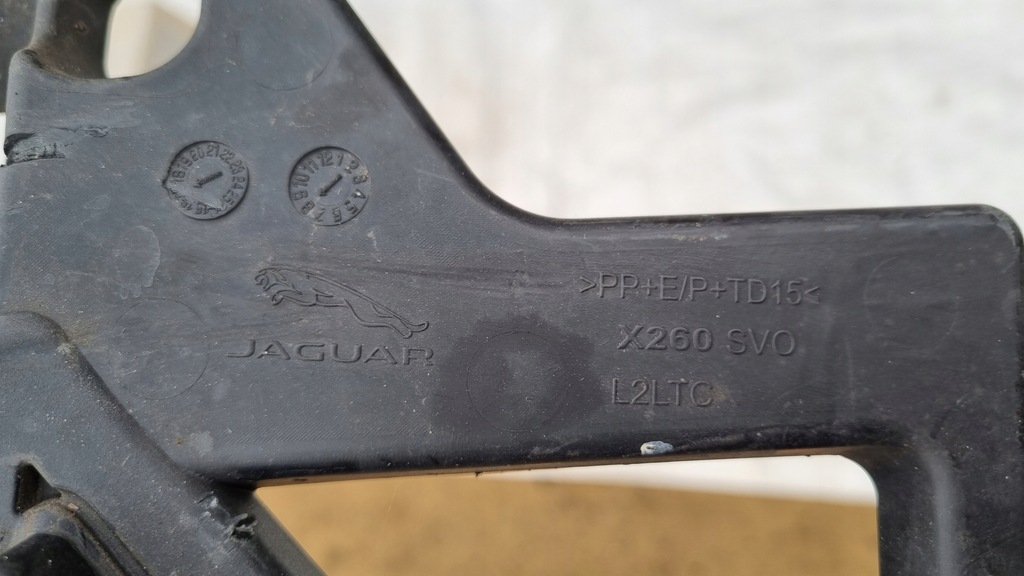 JAGUAR
>PP+E/P+TD15<
X260 SVO
L2LTC